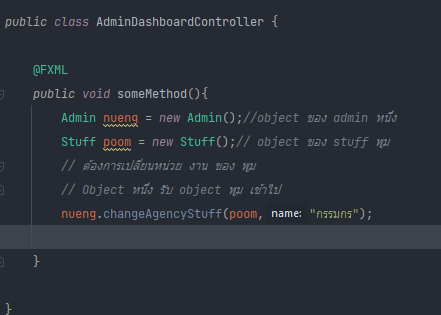 public class AdminDashboardController {
@FXML
public void someMethod(){
Admin nueng = new Admin();//object ของ admin หนึ่ง
Stuff poom = new Stuff();// object ของ stuff พูม
// ต้องการเปลี่ยนหน่วย งาน ของ พูม
// Object หนึ่ง รับ object พูม เข้าไป
nueng.changeAgencyStuff(poom, name: "กรรมกร");
}
}